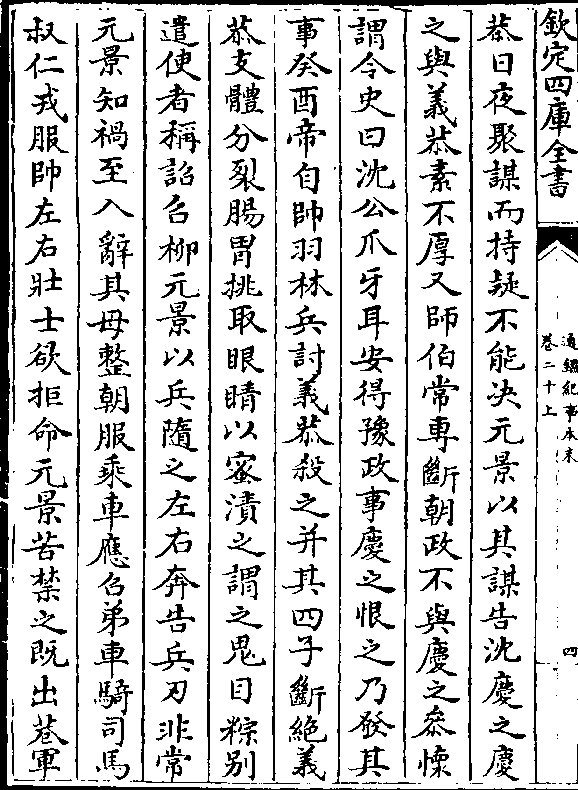 欽定四庫全書
通鑑紀事本末
卷二十上
四
恭日夜聚謀而持疑不能决元景以其謀告沈慶之慶
之與義恭素不厚又師伯常專斷朝政不與慶之叅懷
謂令史曰沈公爪牙耳安得豫政事慶之恨之乃發其
事癸酉帝自帥羽林兵討義恭殺之并其四子斷絶義
恭支體分裂腸胃挑取眼睛以蜜漬之謂之鬼目粽别
遣使者稱詔召柳元景以兵隨之左右奔告兵刃非常
元景知禍至入辭其母整朝服乘車應召弟車騎司馬
叔仁戎服帥左右壯士欲拒命元景苦禁之既出巷軍